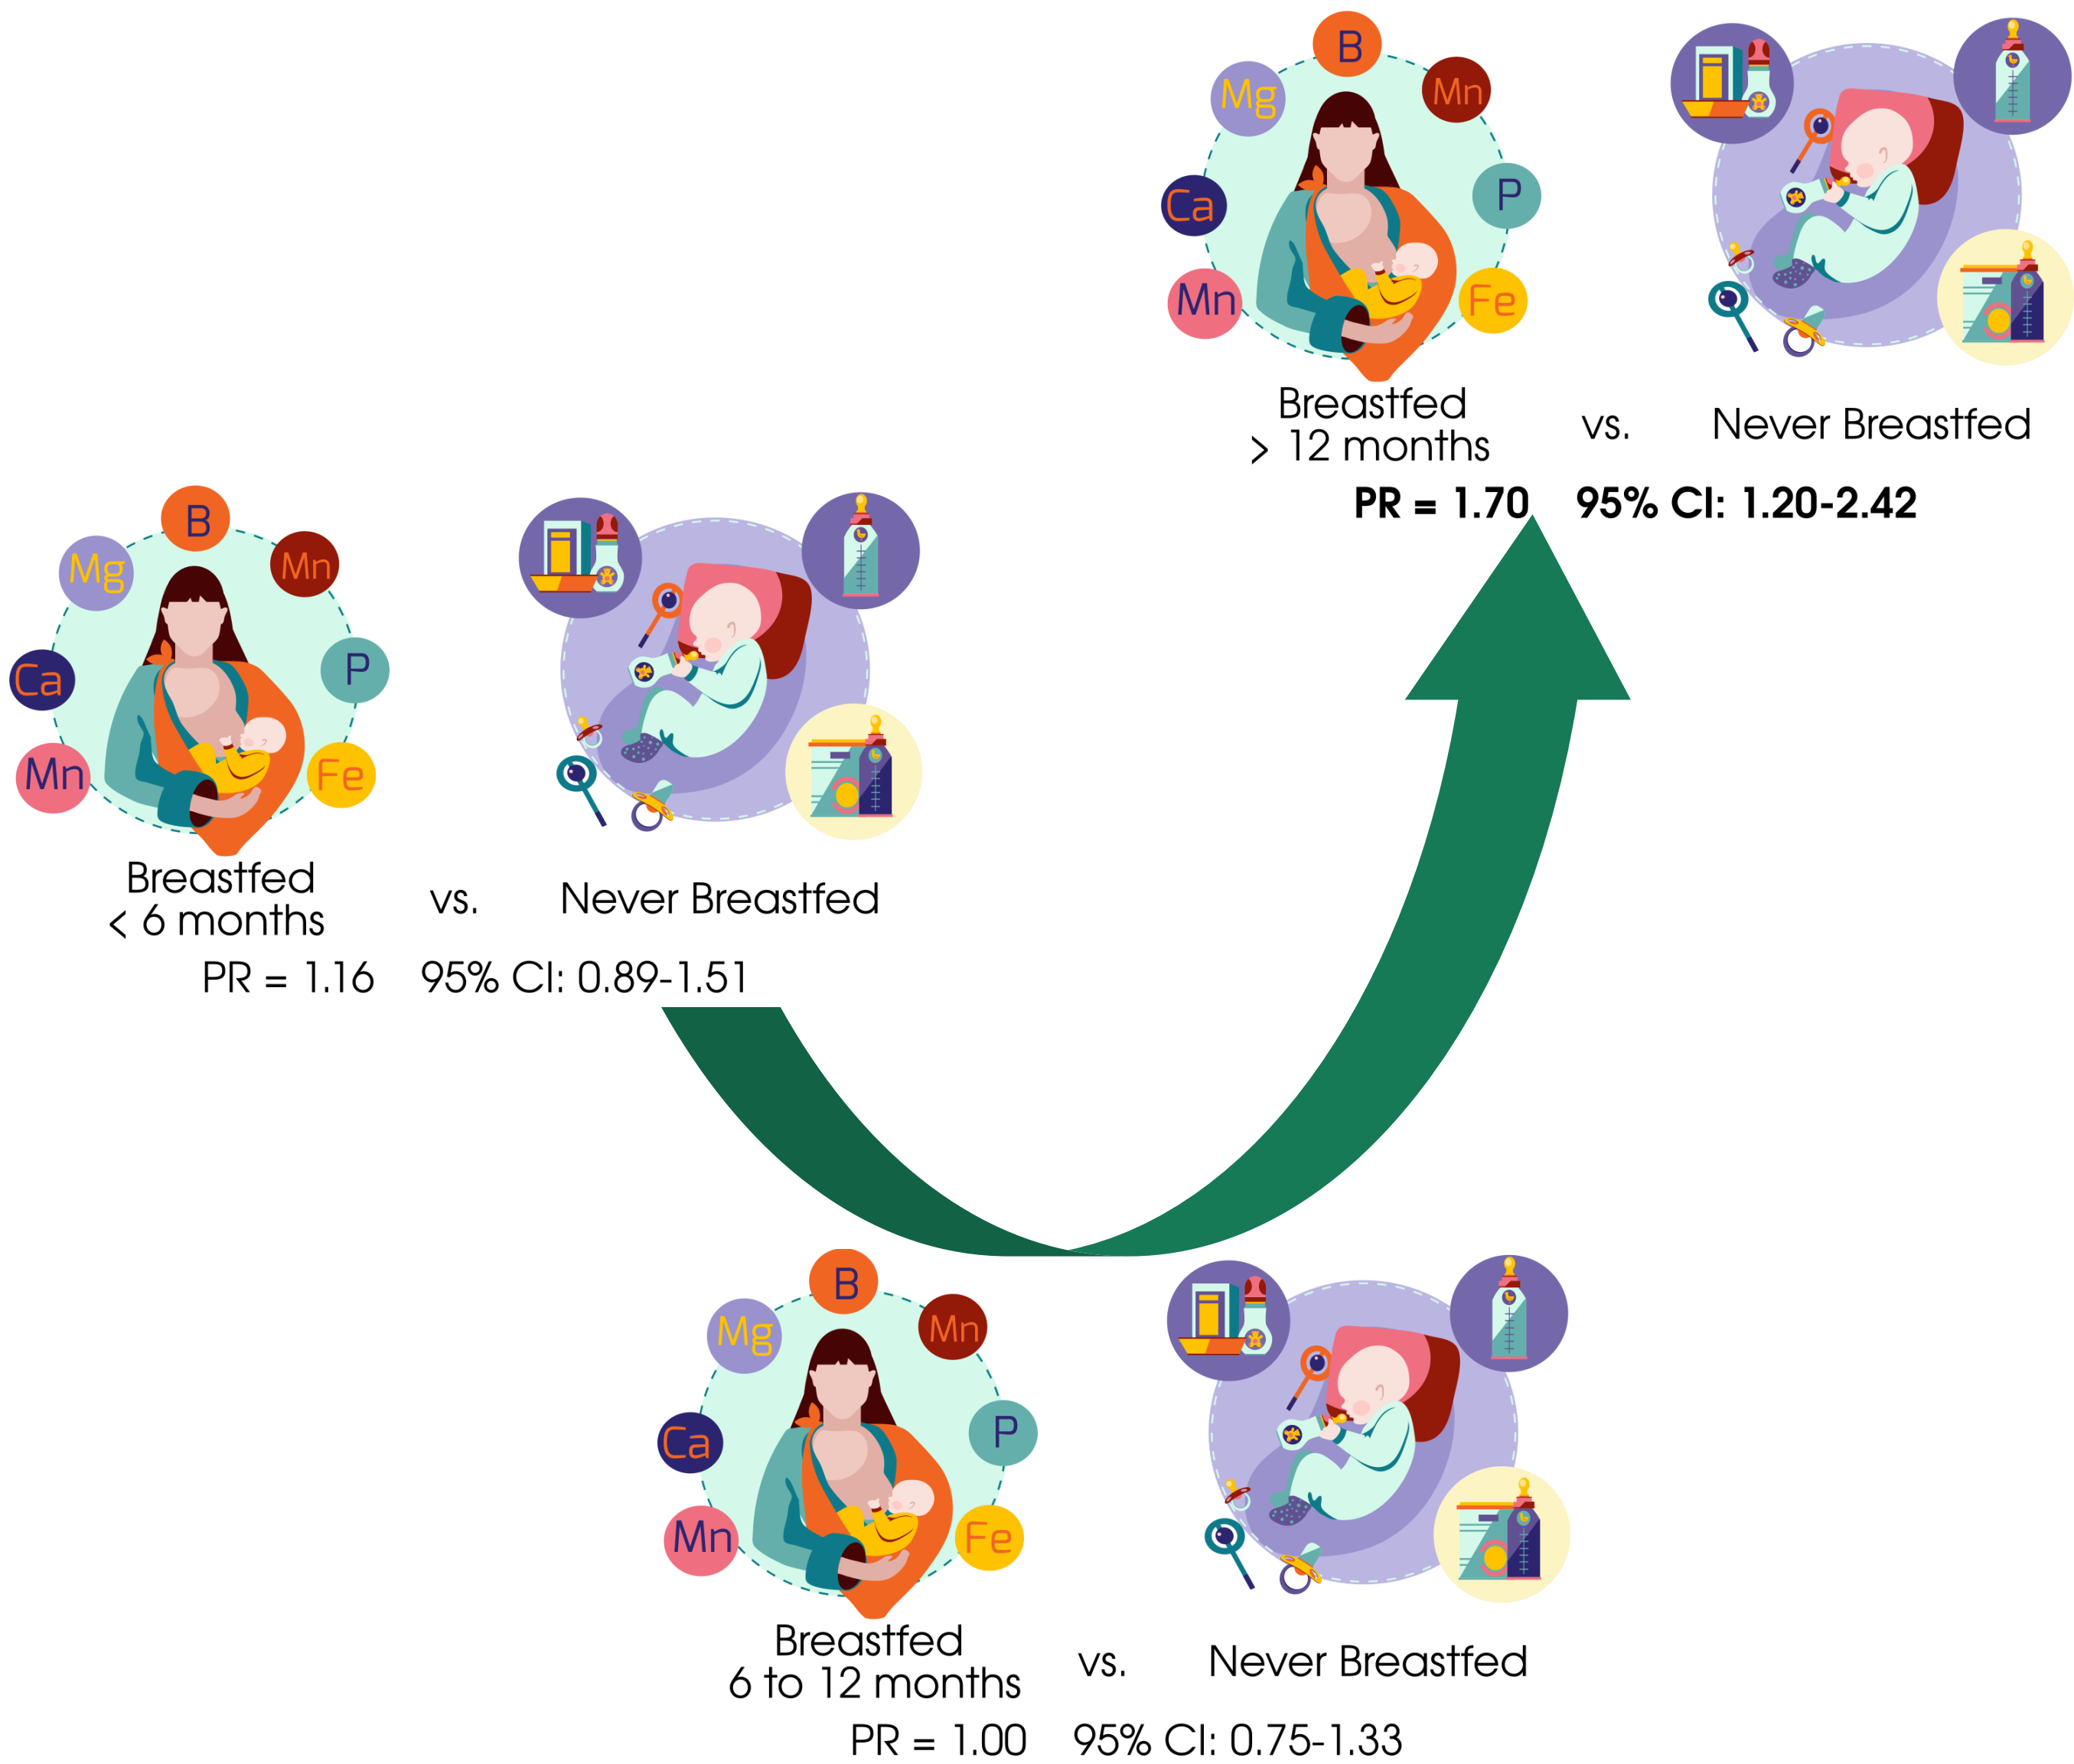 B
Mg
Mn
Ca
P
Mn
Fe
Breastfed
> 12 months
vs.
Never Breastfed
PR = 1.70 95% CI: 1.20-2.42
B
Mg
Mn
Ca
P
Mn
Fe
Breastfed
< 6 months
vs.
Never Breastfed
PR = 1.16 95% CI: 0.89-1.51
B
Mg
Mn
Ca
P
Mn
Fe
Breastfed
6 to 12 months
vs.
Never Breastfed
PR = 1.00 95% CI: 0.75-1.33